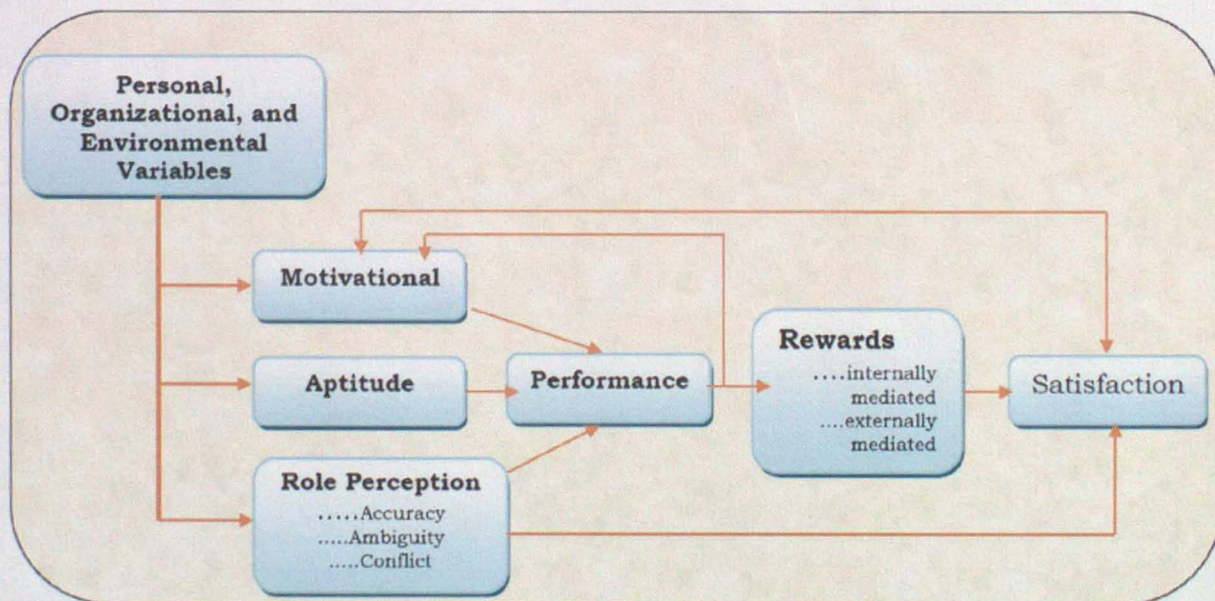 Personal,
Organizational, and
Environmental
Variables
Motivational
Aptitude
Performance
Role Perception
.....Accuracy
.....Ambiguity
.....Conflict
Rewards
....internally
mediated
....externally
mediated
Satisfaction